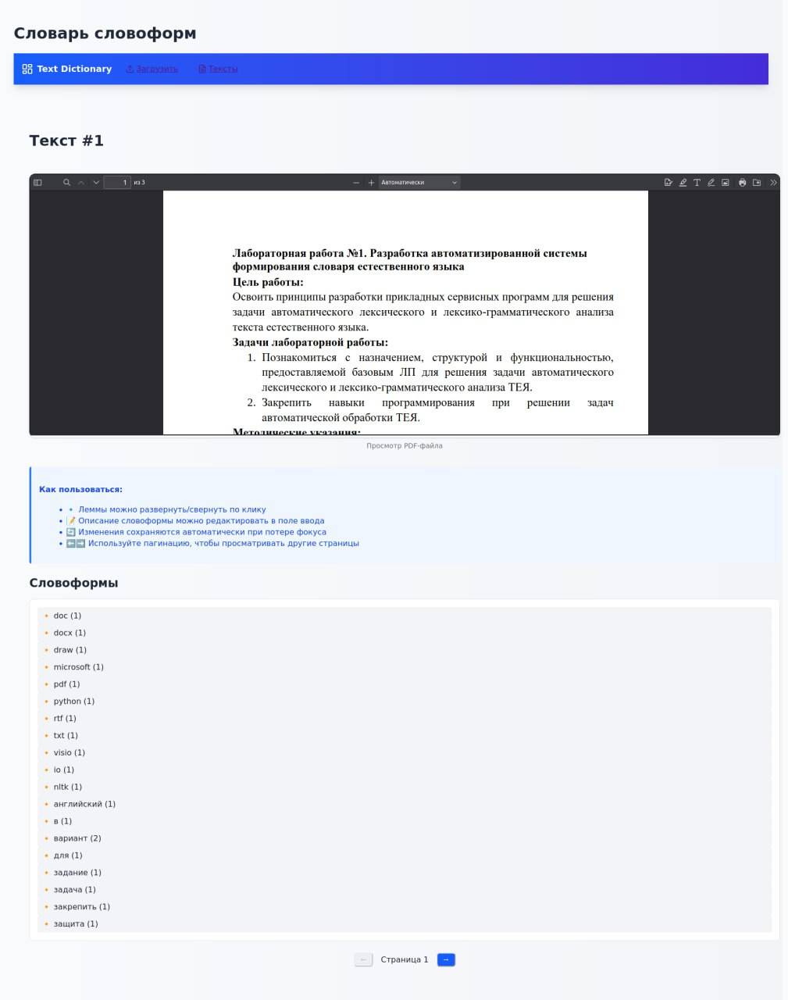 Словарь словоформ
Text Dictionary Загрузить Тексты
Текст #1
1 из 3 Автоматически
Лабораторная работа №1. Разработка автоматизированной системы
формирования словаря естественного языка
Цель работы:
Освоить принципы разработки прикладных сервисных программ для решения
задачи автоматического лексического и лексико-грамматического анализа
текста естественного языка.
Задачи лабораторной работы:
1. Познакомиться с назначением, структурой и функциональностью,
предоставляемой базовым ЛП для решения задачи автоматического
лексического и лексико-грамматического анализа ТЕЯ.
2. Закрепить навыки программирования при решении задач
автоматической обработки ТЕЯ.
Методические указания:
Просмотр PDF-файла
Как пользоваться:
Леммы можно развернуть/свернуть по клику
Описание словоформы можно редактировать в поле ввода
Изменения сохраняются автоматически при потере фокуса
Используйте пагинацию, чтобы просматривать другие страницы
Словоформы
doc (1)
docx (1)
draw (1)
microsoft (1)
pdf (1)
python (1)
rtf (1)
txt (1)
visio (1)
io (1)
nltk (1)
английский (1)
в (1)
вариант (2)
для (1)
задание (1)
задача (1)
закрепить (1)
защита (1)
← Страница 1 →